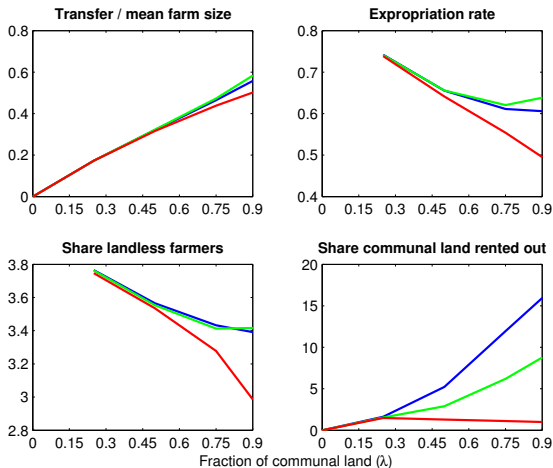 Transfer / mean farm size
0.8
0.6
0.4
0.2
0
0 0.15 0.3 0.45 0.6 0.75 0.9
Expropriation rate
0.8
0.7
0.6
0.5
0.4
0 0.15 0.3 0.45 0.6 0.75 0.9
Share landless farmers
3.8
3.6
3.4
3.2
3
2.8
0 0.15 0.3 0.45 0.6 0.75 0.9
Share communal land rented out
20
15
10
5
0
0 0.15 0.3 0.45 0.6 0.75 0.9
Fraction of communal land (λ)